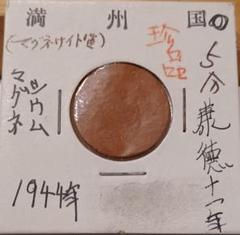 満州国
(マグネサイト貨)
珍品
マグネシウム
5分康徳十一年
1944年